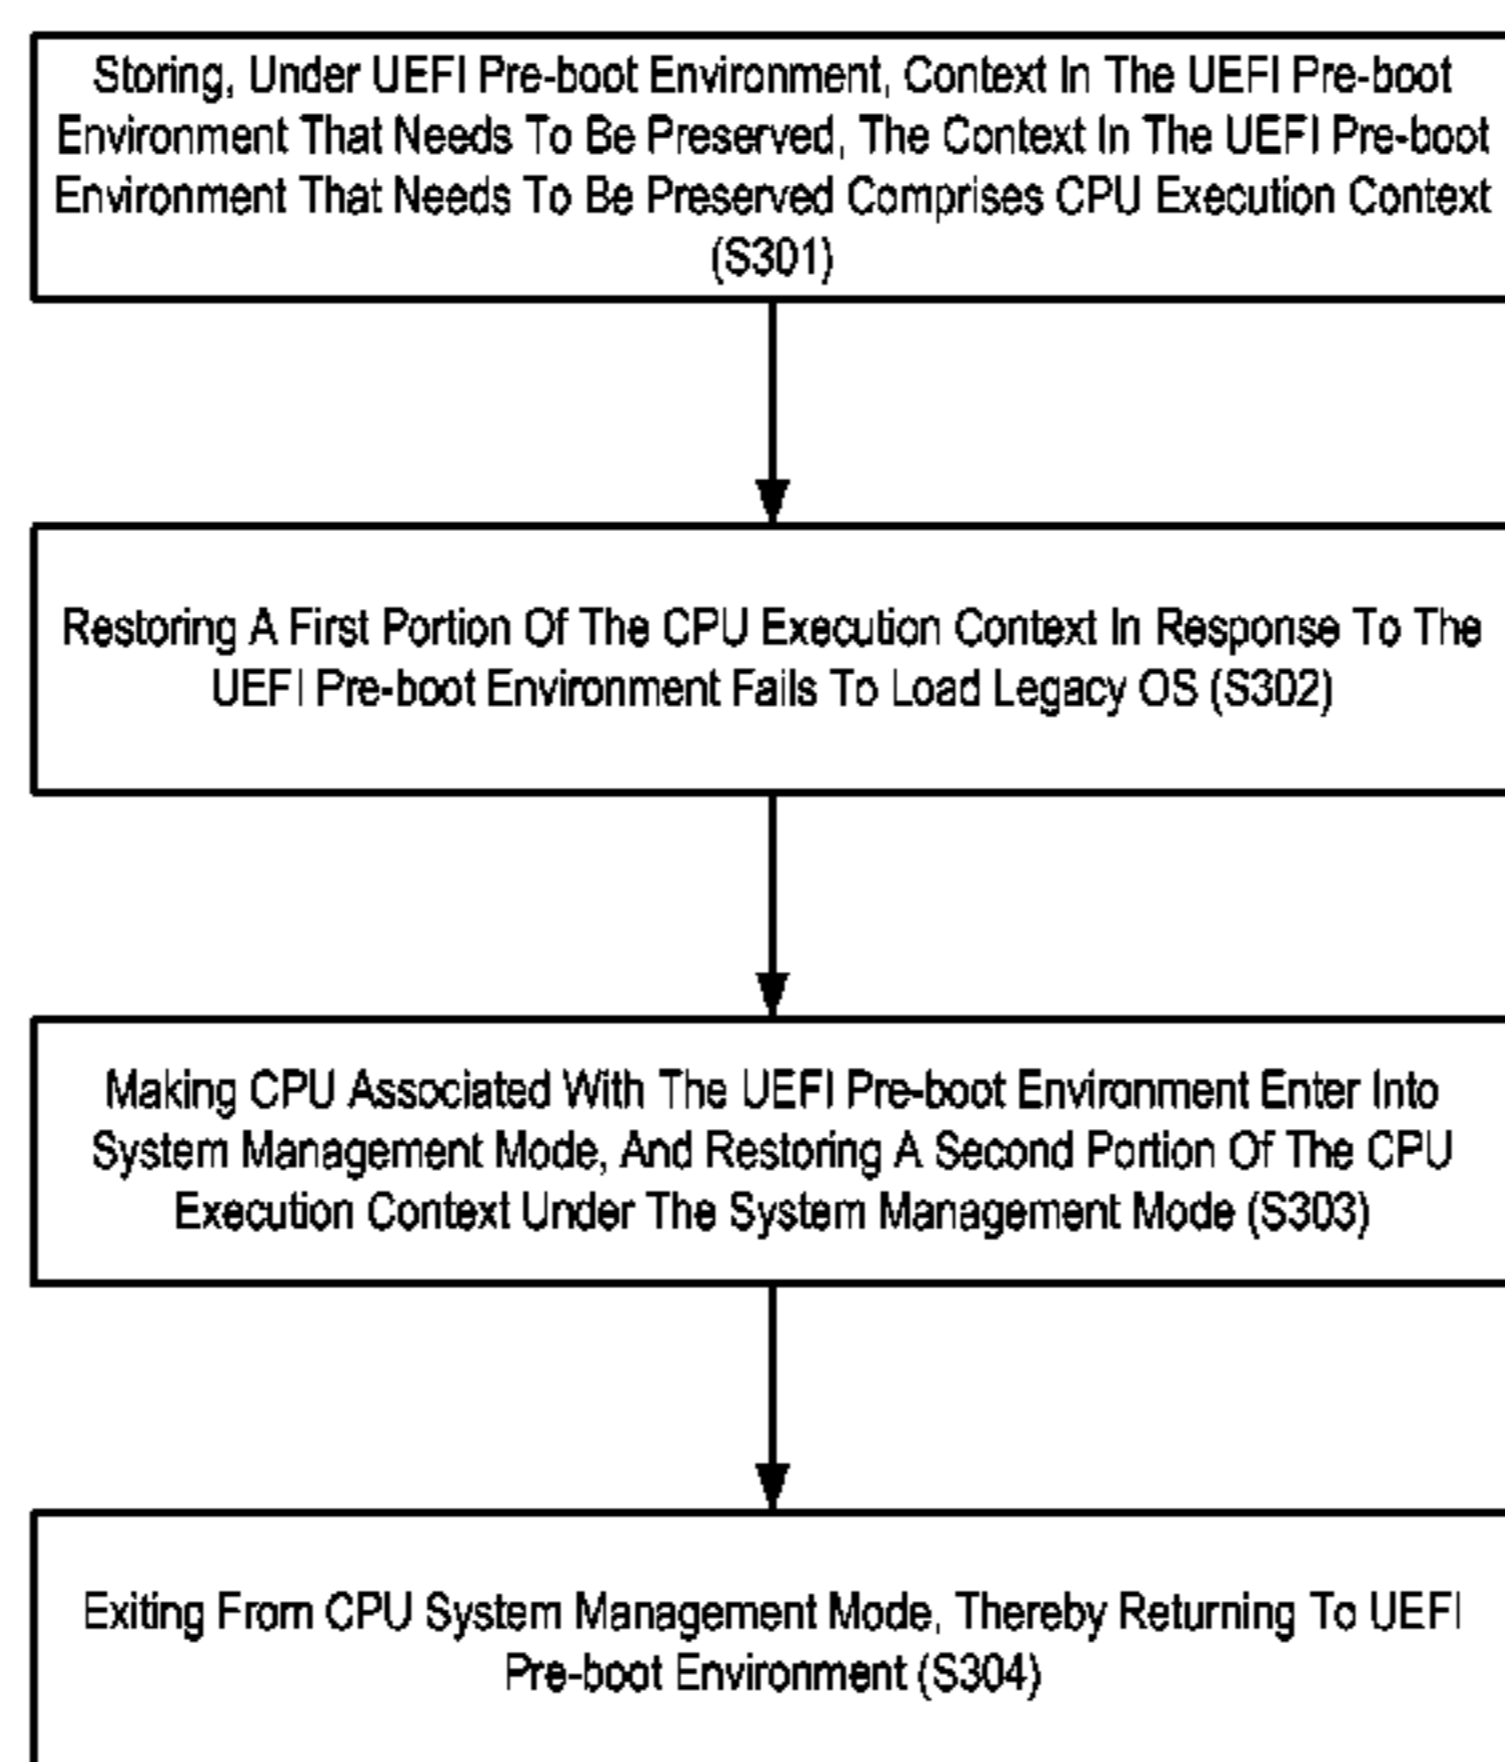 Storing, Under UEFI Pre-boot Environment, Context In The UEFI Pre-boot
Environment That Needs To Be Preserved, The Context In The UEFI Pre-boot
Environment That Needs To Be Preserved Comprises CPU Execution Context
(S301)
Restoring A First Portion Of The CPU Execution Context In Response To The
UEFI Pre-boot Environment Fails To Load Legacy OS (S302)
Making CPU Associated With The UEFI Pre-boot Environment Enter Into
System Management Mode, And Restoring A Second Portion Of The CPU
Execution Context Under The System Management Mode (S303)
Exiting From CPU System Management Mode, Thereby Returning To UEFI
Pre-boot Environment (S304)